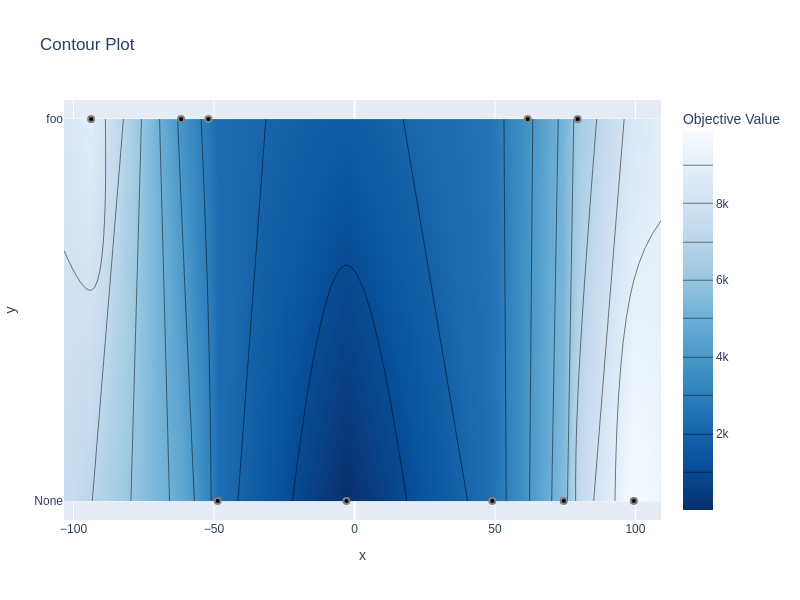 Contour Plot
foo
None
y
−100
−50
0
50
100
x
Objective Value
8k
6k
4k
2k